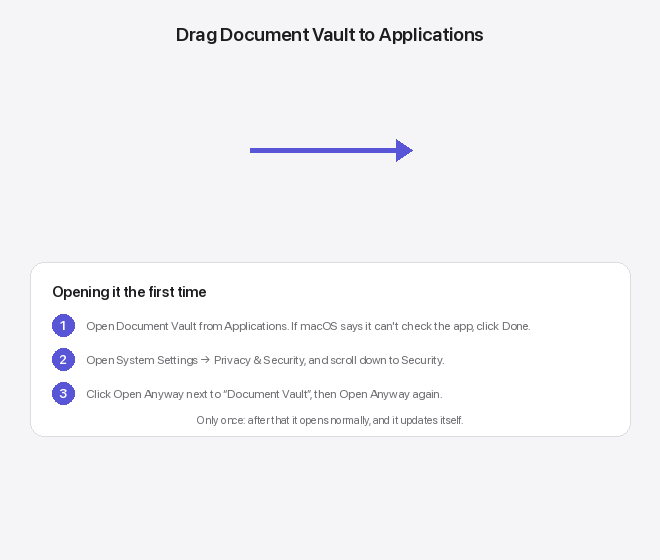 Drag Document Vault to Applications
Opening it the first time
1 Open Document Vault from Applications. If macOS says it can't check the app, click Done.
2 Open System Settings → Privacy & Security, and scroll down to Security.
3 Click Open Anyway next to “Document Vault”, then Open Anyway again.
Only once: after that it opens normally, and it updates itself.